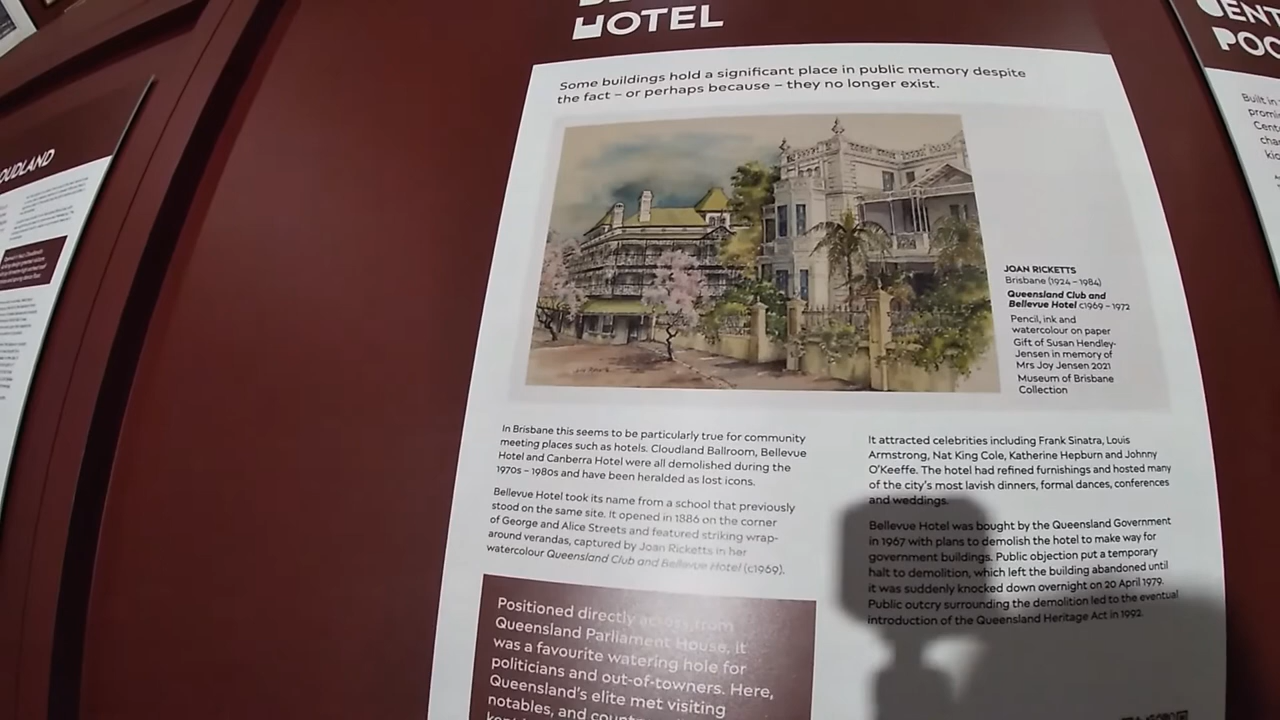 HOTEL
Some buildings hold a significant place in public memory despite
the fact – or perhaps because – they no longer exist.
JOAN RICKETTS
Brisbane (1924 – 1984)
Queensland Club and
Bellevue Hotel c1969 – 1972
Pencil, ink and
watercolour on paper
Gift of Susan Hendley-
Jensen in memory of
Mrs Joy Jensen 2021
Museum of Brisbane
Collection
In Brisbane this seems to be particularly true for community
meeting places such as hotels. Cloudland Ballroom, Bellevue
Hotel and Canberra Hotel were all demolished during the
1970s – 1980s and have been heralded as lost icons.
Bellevue Hotel took its name from a school that previously
stood on the same site. It opened in 1886 on the corner
of George and Alice Streets and featured striking wrap-
around verandas, captured by Joan Ricketts in her
watercolour Queensland Club and Bellevue Hotel (c1969).
Positioned directly across from
Queensland Parliament House, it
was a favourite watering hole for
politicians and out-of-towners. Here,
Queensland's elite met visiting
notables, and
It attracted celebrities including Frank Sinatra, Louis
Armstrong, Nat King Cole, Katherine Hepburn and Johnny
O'Keeffe. The hotel had refined furnishings and hosted many
of the city's most lavish dinners, formal dances, conferences
and weddings.
Bellevue Hotel was bought by the Queensland Government
in 1967 with plans to demolish the hotel to make way for
government buildings. Public objection put a temporary
halt to demolition, which left the building abandoned until
it was suddenly knocked down overnight on 20 April 1979.
Public outcry surrounding the demolition led to the eventual
introduction of the Queensland Heritage Act in 1992.
OUDLAND
ENT
POO
Built in
promi
Cent
cha
ki